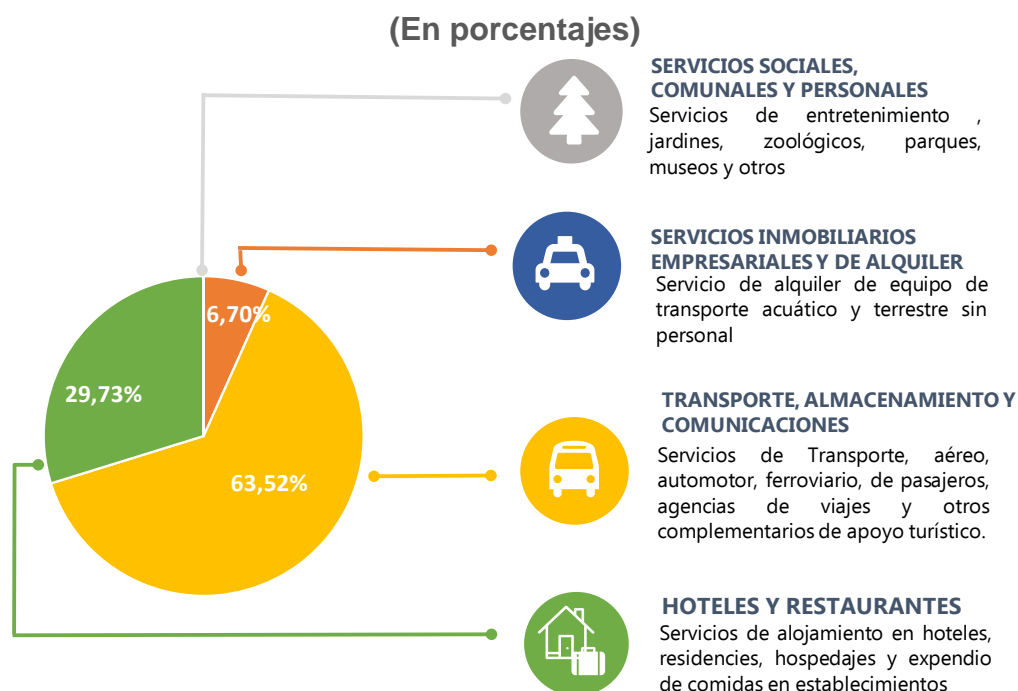 (En porcentajes)
SERVICIOS SOCIALES,
COMUNALES Y PERSONALES
Servicios de entretenimiento ,
jardines, zoológicos, parques,
museos y otros
SERVICIOS INMOBILIARIOS
EMPRESARIALES Y DE ALQUILER
Servicio de alquiler de equipo de
transporte acuático y terrestre sin
personal
6,70%
29,73%
63,52%
TRANSPORTE, ALMACENAMIENTO Y
COMUNICACIONES
Servicios de Transporte, aéreo,
automotor, ferroviario, de pasajeros,
agencias de viajes y otros
complementarios de apoyo turístico.
HOTELES Y RESTAURANTES
Servicios de alojamiento en hoteles,
residencies, hospedajes y expendio
de comidas en establecimientos